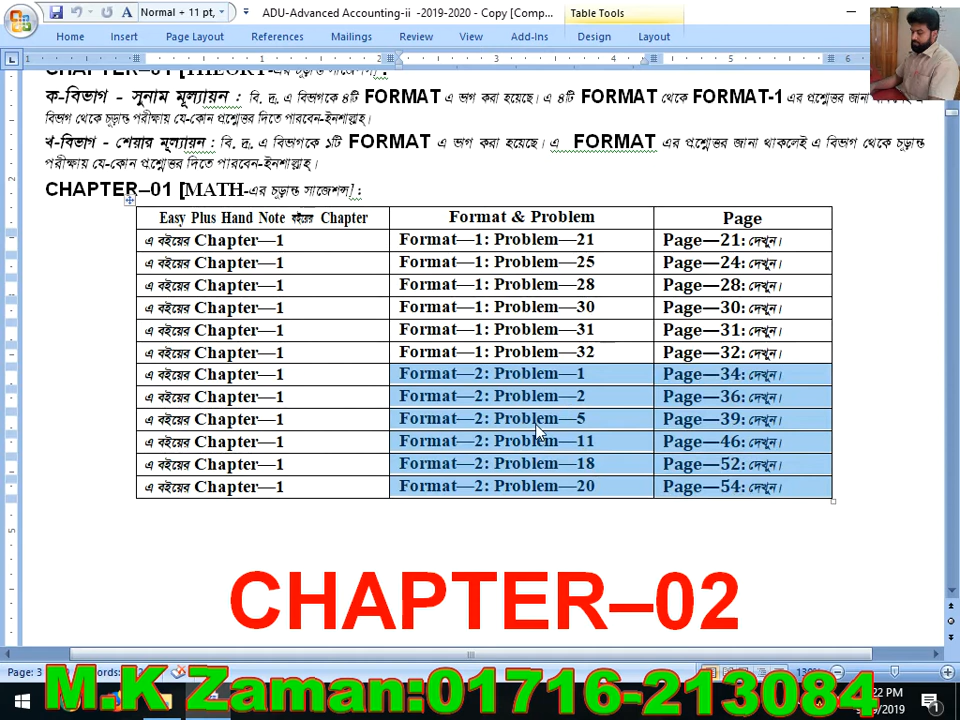 Normal + 11 pt,
ADU-Advanced Accounting-ii -2019-2020 - Copy [Comp...
Table Tools
Home Insert Page Layout References Mailings Review View Add-Ins Design Layout
ক-বিভাগ - সুনাম মূল্যায়ন : বি. দ্র. এ বিভাগকে ৪টি FORMAT এ ভাগ করা হয়েছে। এ ৪টি FORMAT থেকে FORMAT-1 এর প্রশ্নোত্তর জানা
বিভাগ থেকে চূড়ান্ত পরীক্ষায় যে-কোন প্রশ্নোত্তর দিতে পারবেন-ইনশাল্লাহ্।
খ-বিভাগ - শেয়ার মূল্যায়ন : বি. দ্র. এ বিভাগকে ১টি FORMAT এ ভাগ করা হয়েছে। এ FORMAT এর প্রশ্নোত্তর জানা থাকলেই এ বিভাগ থেকে চূড়ান্ত
পরীক্ষায় যে-কোন প্রশ্নোত্তর দিতে পারবেন-ইনশাল্লাহ্।
CHAPTER–01 [MATH-এর চূড়ান্ত সাজেশন্স] :
Easy Plus Hand Note বইয়ের Chapter Format & Problem Page
এ বইয়ের Chapter—1 Format—1: Problem—21 Page—21: দেখুন।
এ বইয়ের Chapter—1 Format—1: Problem—25 Page—24: দেখুন।
এ বইয়ের Chapter—1 Format—1: Problem—28 Page—28: দেখুন।
এ বইয়ের Chapter—1 Format—1: Problem—30 Page—30: দেখুন।
এ বইয়ের Chapter—1 Format—1: Problem—31 Page—31: দেখুন।
এ বইয়ের Chapter—1 Format—1: Problem—32 Page—32: দেখুন।
এ বইয়ের Chapter—1 Format—2: Problem—1 Page—34: দেখুন।
এ বইয়ের Chapter—1 Format—2: Problem—2 Page—36: দেখুন।
এ বইয়ের Chapter—1 Format—2: Problem—5 Page—39: দেখুন।
এ বইয়ের Chapter—1 Format—2: Problem—11 Page—46: দেখুন।
এ বইয়ের Chapter—1 Format—2: Problem—18 Page—52: দেখুন।
এ বইয়ের Chapter—1 Format—2: Problem—20 Page—54: দেখুন।
CHAPTER–02
Page: 3
M.K Zaman:01716-213084